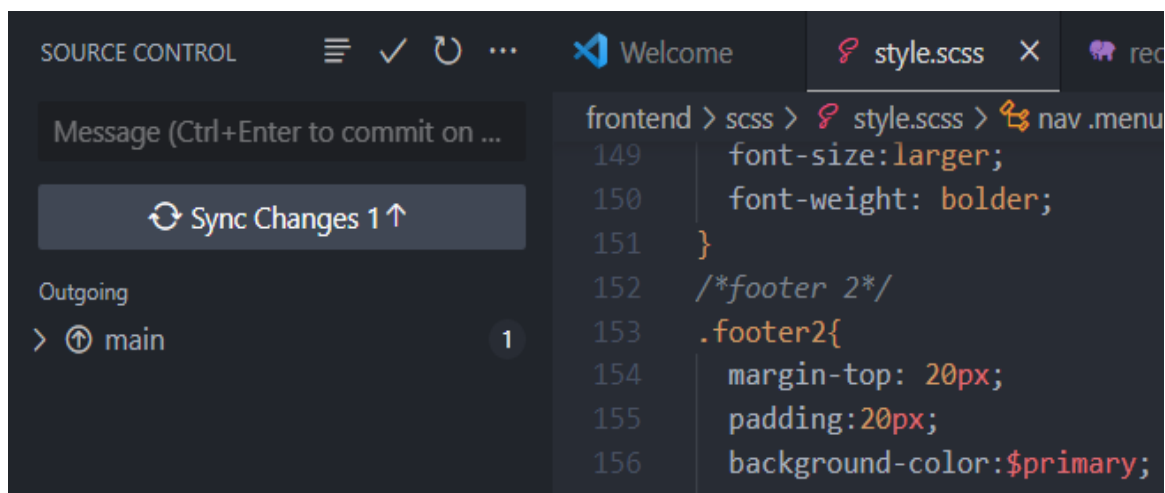 SOURCE CONTROL
Message (Ctrl+Enter to commit on ...
Sync Changes 1↑
Outgoing
main 1
Welcome style.scss rec
frontend > scss > style.scss > nav .menu
149 font-size:larger;
150 font-weight: bolder;
151 }
152 /*footer 2*/
153 .footer2{
154 margin-top: 20px;
155 padding:20px;
156 background-color:$primary;